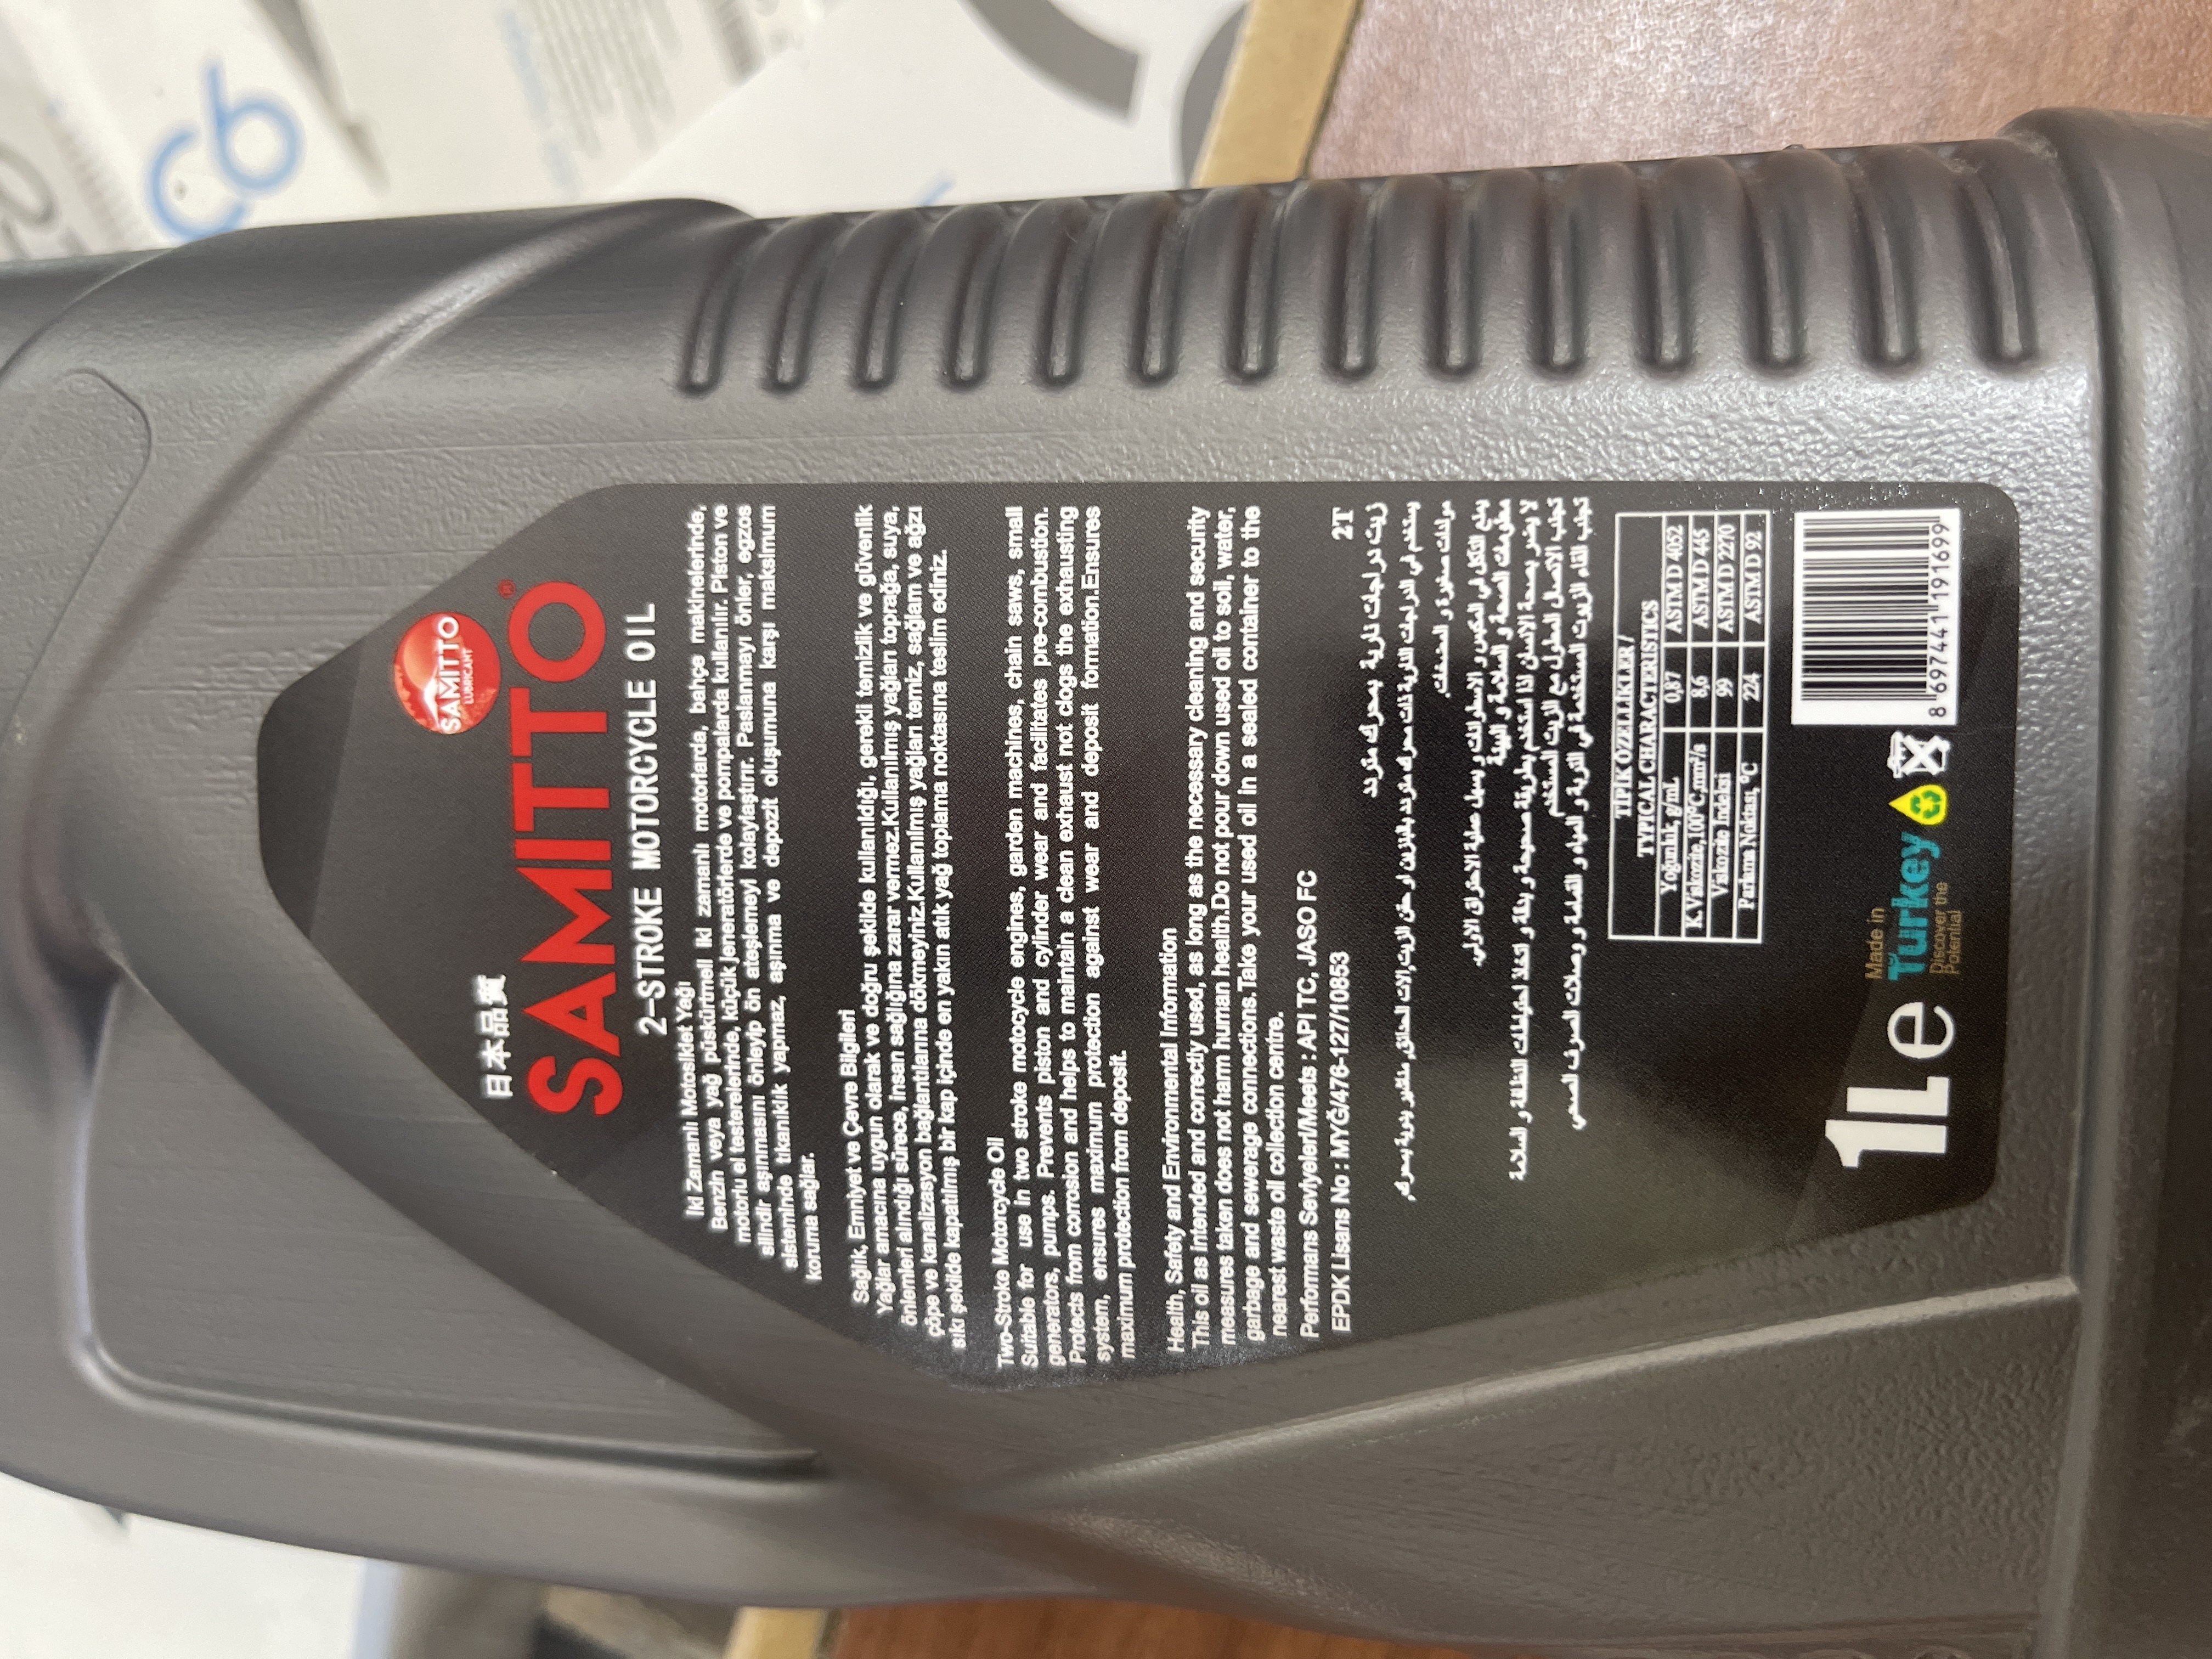 SAMITTO
LUBRICANT
日本品質
SAMITTO®
2-STROKE MOTORCYCLE OIL
İki Zamanlı Motosiklet Yağı
Benzin veya yağ püskürtmeli iki zamanlı motorlarda, bahçe makinelerinde,
motorlu el testerelerinde, küçük jeneratörlerde ve pompalarda kullanılır. Piston ve
silindir aşınmasını önleyip ön ateşlemeyi kolaylaştırır. Paslanmayı önler, egzos
sistemінde tıkanıklık yapmaz, aşınma ve depozit oluşumuna karşı maksimum
koruma sağlar.
Sağlık, Emniyet ve Çevre Bilgileri
Yağlar amacına uygun olarak ve doğru şekilde kullanıldığı, gerekli temizlik ve güvenlik
önlemleri alındığı sürece, insan sağlığına zarar vermez.Kullanılmış yağları toprağa, suya,
çöpe ve kanalizasyon bağlantılarına dökmeyiniz.Kullanılmış yağları temiz, sağlam ve ağzı
sıkı şekilde kapatılmış bir kap içinde en yakın atık yağ toplama noktasına teslim ediniz.
Two-Stroke Motorcycle Oil
Suitable for use in two stroke motocycle engines, garden machines, chain saws, small
generators, pumps. Prevents piston and cylinder wear and facilitates pre-combustion.
Protects from corrosion and helps to maintain a clean exhaust not clogs the exhausting
system, ensures maximum protection against wear and deposit formation.Ensures
maximum protection from deposit.
Health, Safety and Environmental Information
This oil as intended and correctly used, as long as the necessary cleaning and security
measures taken does not harm human health.Do not pour down used oil to soil, water,
garbage and sewerage connections.Take your used oil in a sealed container to the
nearest waste oil collection centre.
Performans Seviyeleri/Meets : API TC, JASO FC
EPDK Lisans No : MYĞ/476-127/10853
2T
زيت دراجات نارية بمحرك متردد
TİPİK ÖZELLİKLER /
TYPICAL CHARACTERISTICS
Yoğunluk, g/mL 0,87 ASTM D 4052
K.Viskozite,100°C,mm²/s 8,6 ASTM D 445
Viskozite İndeksi 99 ASTM D 2270
Parlama Noktası, °C 224 ASTM D 92
1L e
Made in
Turkey
Discover the
Potential
8 697441 191699
C6